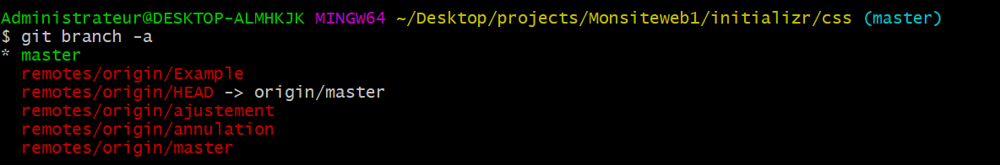 Administrateur@DESKTOP-ALMHKJK MINGW64 ~/Desktop/projects/Monsiteweb1/initializr/css (master)
$ git branch -a
* master
  remotes/origin/Example
  remotes/origin/HEAD -> origin/master
  remotes/origin/ajustement
  remotes/origin/annulation
  remotes/origin/master